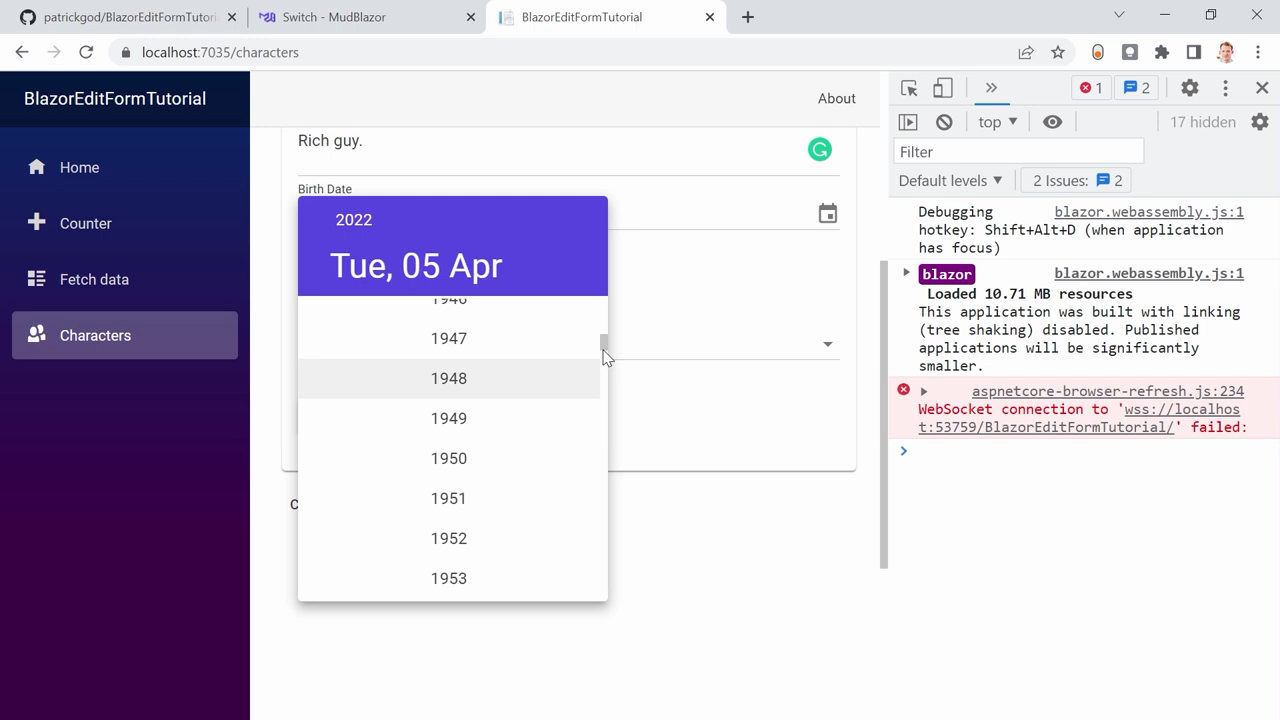 patrickgod/BlazorEditFormTutori
Switch - MudBlazor
BlazorEditFormTutorial
localhost:7035/characters
BlazorEditFormTutorial
About
Home
Counter
Fetch data
Characters
Rich guy.
Birth Date
2022
Tue, 05 Apr
1946
1947
1948
1949
1950
1951
1952
1953
C
1
2
top
17 hidden
Filter
Default levels
2 Issues:
2
Debugging blazor.webassembly.js:1
hotkey: Shift+Alt+D (when application
has focus)
blazor blazor.webassembly.js:1
Loaded 10.71 MB resources
This application was built with linking
(tree shaking) disabled. Published
applications will be significantly
smaller.
aspnetcore-browser-refresh.js:234
WebSocket connection to 'wss://localhos
t:53759/BlazorEditFormTutorial/' failed: